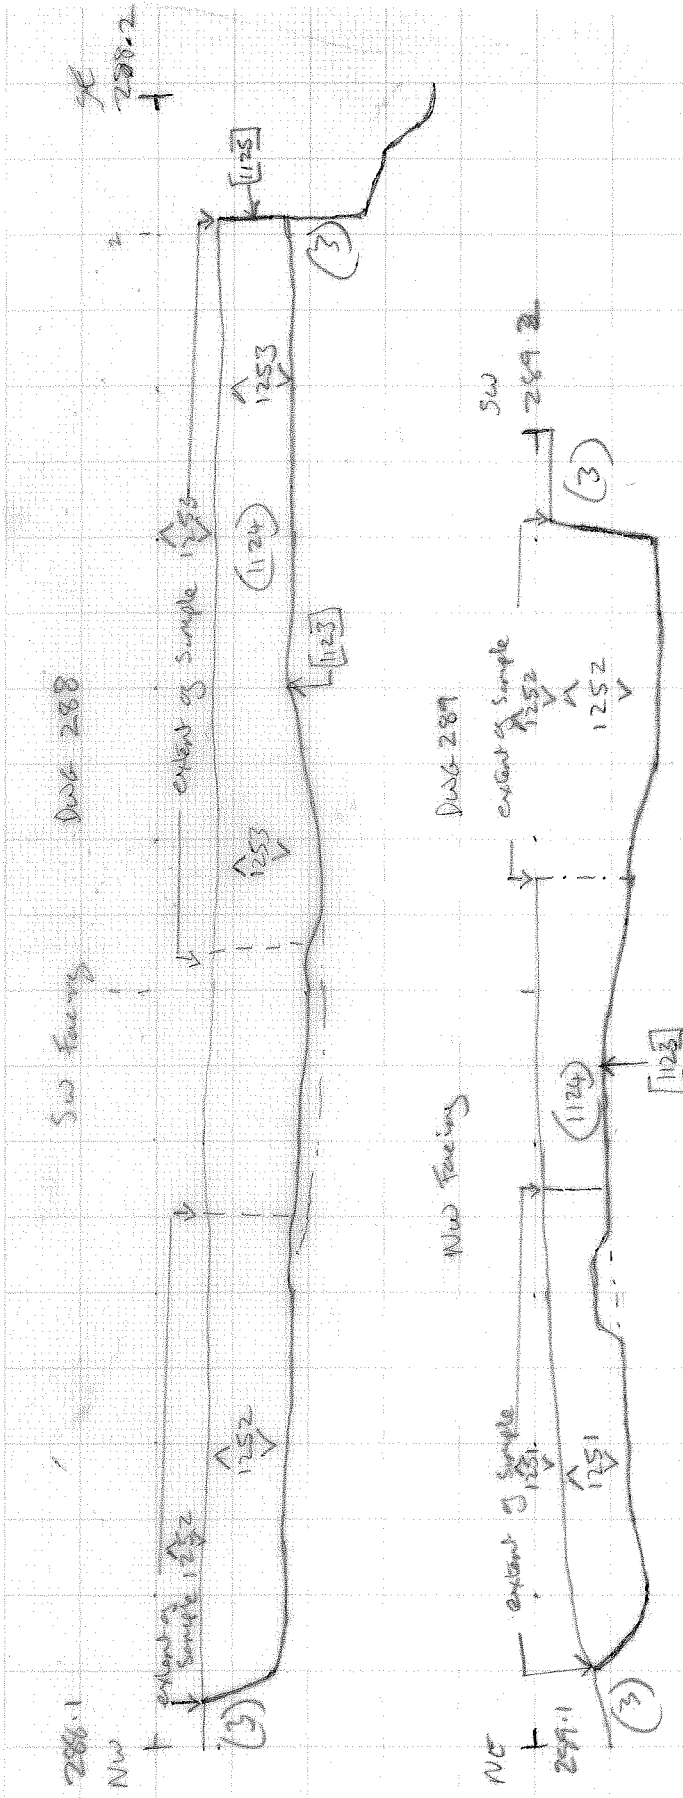 SW Facing
DWG 288
288.1
NW
SE
288.2
extent of
Sample 1252
extent of Sample 1253
1252
1253
1253
(1124)
[1123]
[1125]
(3)
(3)
2
1
NW Facing
DWG 289
NE
289.1
SW
289.2
extent of Sample
1251
extent of Sample
1252
1251
1252
(1124)
[1123]
(3)
(3)